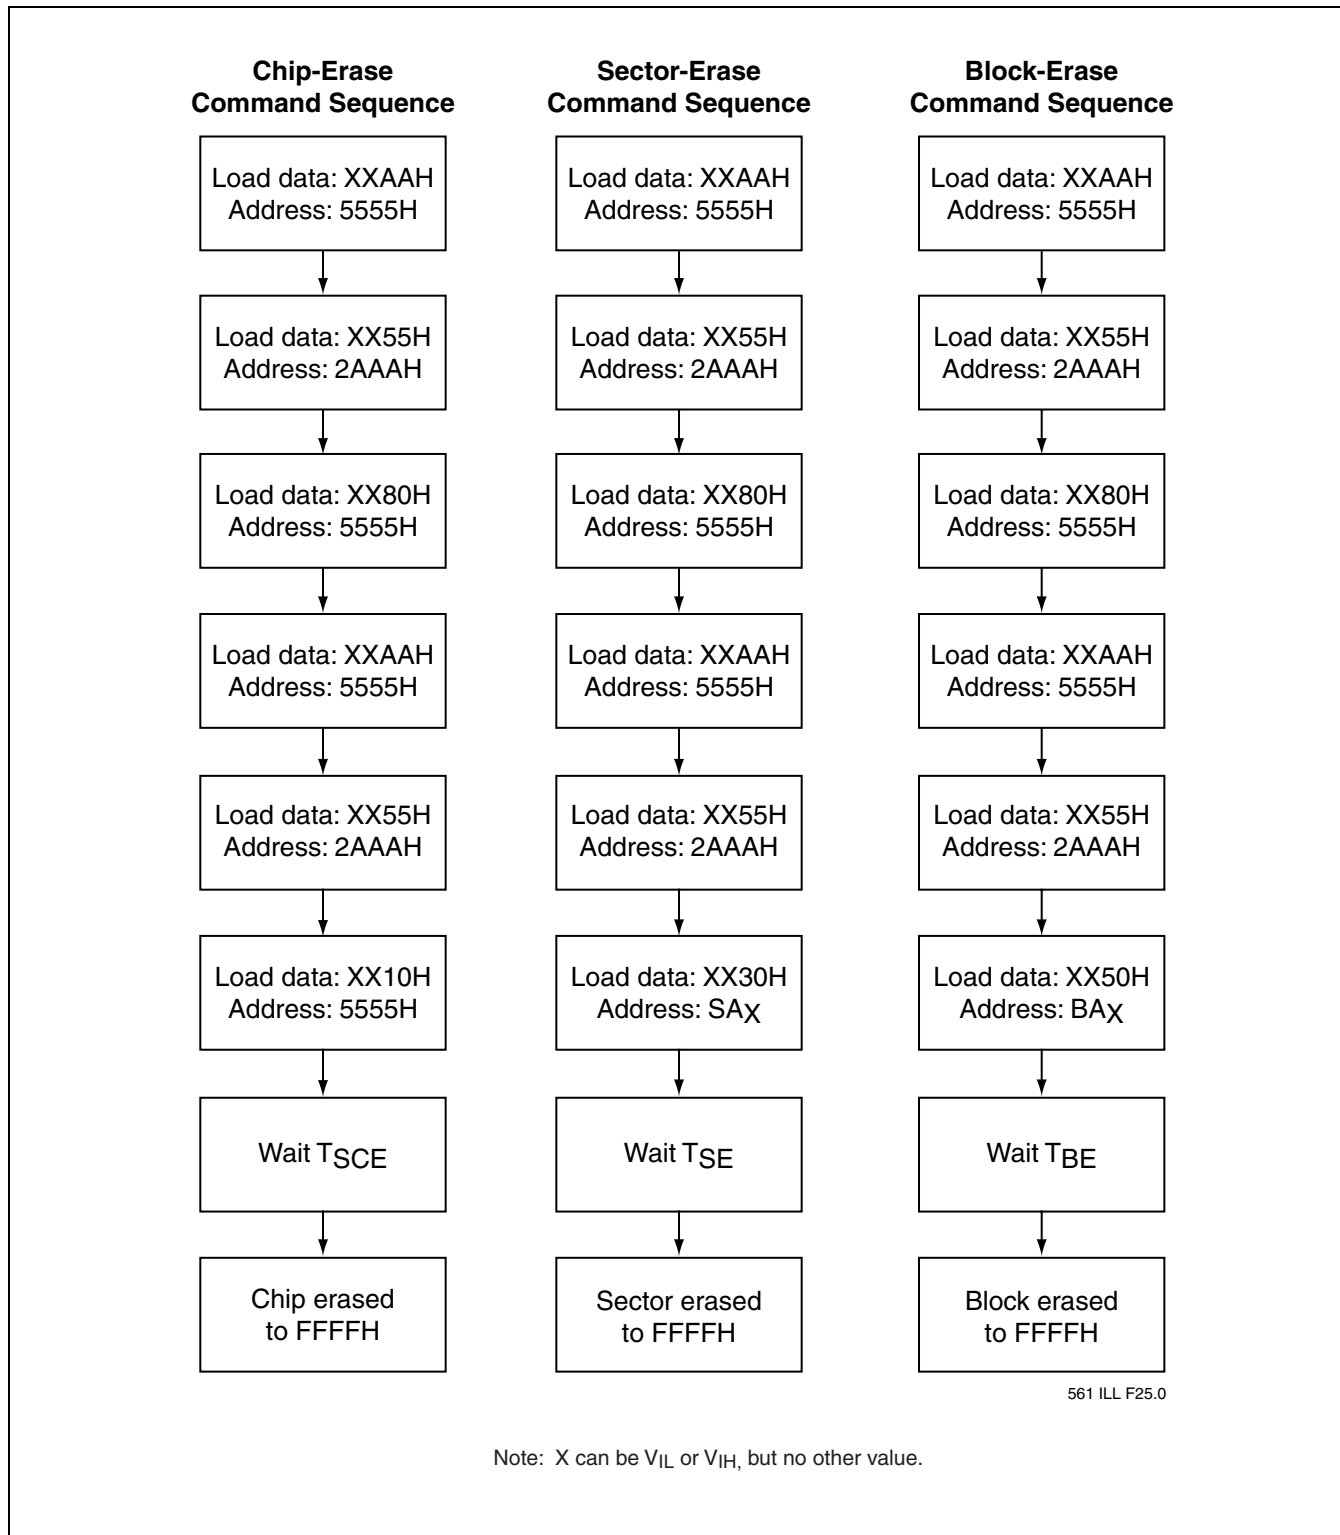 Chip-Erase
Command Sequence
Load data: XXAAH
Address: 5555H
Load data: XX55H
Address: 2AAAH
Load data: XX80H
Address: 5555H
Load data: XXAAH
Address: 5555H
Load data: XX55H
Address: 2AAAH
Load data: XX10H
Address: 5555H
Wait TSCE
Chip erased
to FFFFH
Sector-Erase
Command Sequence
Load data: XXAAH
Address: 5555H
Load data: XX55H
Address: 2AAAH
Load data: XX80H
Address: 5555H
Load data: XXAAH
Address: 5555H
Load data: XX55H
Address: 2AAAH
Load data: XX30H
Address: SAX
Wait TSE
Sector erased
to FFFFH
Block-Erase
Command Sequence
Load data: XXAAH
Address: 5555H
Load data: XX55H
Address: 2AAAH
Load data: XX80H
Address: 5555H
Load data: XXAAH
Address: 5555H
Load data: XX55H
Address: 2AAAH
Load data: XX50H
Address: BAX
Wait TBE
Block erased
to FFFFH
561 ILL F25.0
Note: X can be VIL or VIH, but no other value.